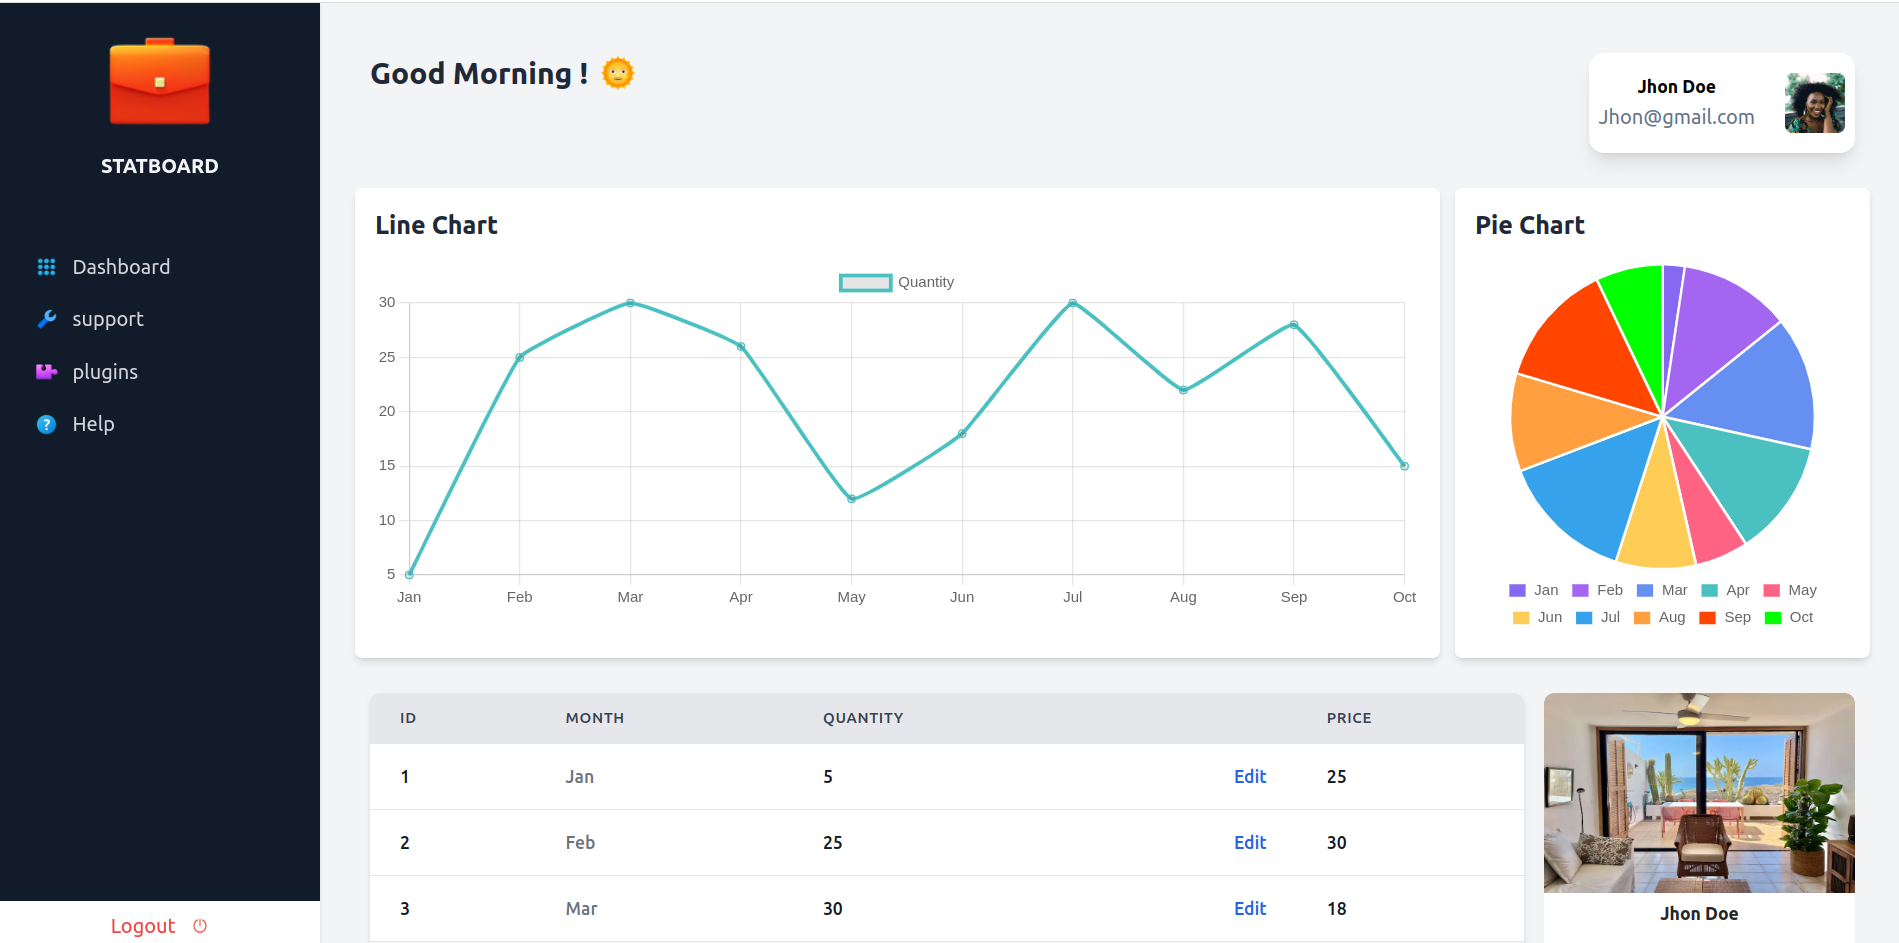 STATBOARD
Dashboard
support
plugins
Help
Logout
Good Morning !
Jhon Doe
Jhon@gmail.com
Line Chart
Quantity
30
25
20
15
10
5
Jan Feb Mar Apr May Jun Jul Aug Sep Oct
Pie Chart
Jan Feb Mar Apr May
Jun Jul Aug Sep Oct
ID MONTH QUANTITY PRICE
1 Jan 5 Edit 25
2 Feb 25 Edit 30
3 Mar 30 Edit 18
Jhon Doe